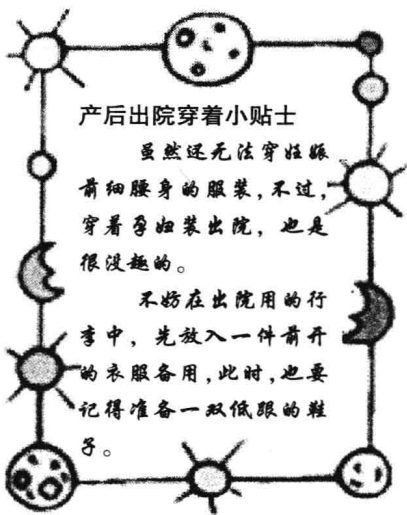 产后出院穿着小贴士
虽然还无法穿妊娠
前细腰身的服装,不过,
穿着孕妇装出院，也是
很没趣的。
不妨在出院用的行
李中，先放入一件前开
的衣服备用,此时,也要
记得准备一双低跟的鞋
子。